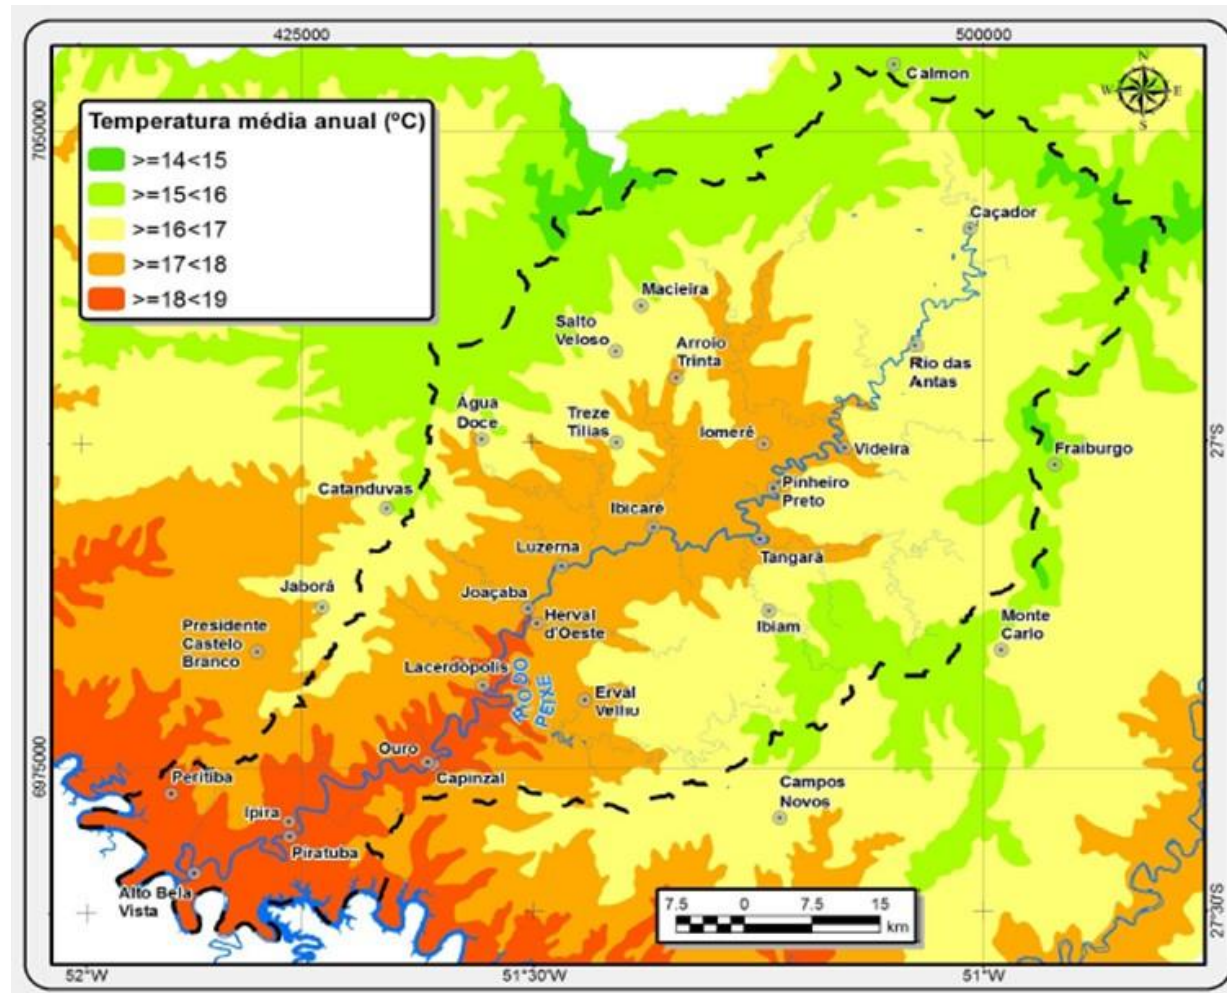 425000
500000
Calmon
N
W
E
S
Temperatura média anual (ºC)
>=14<15
>=15<16
>=16<17
>=17<18
>=18<19
7050000
Caçador
Macieira
Salto
Veloso
Arroio
Trinta
Rio das
Antas
Água
Doce
Treze
Tilias
Iomerê
Videira
27°S
Fraiburgo
Catanduvas
Pinheiro
Preto
Ibicaré
Luzerna
Tangará
Jaborá
Joaçaba
Herval
d'Oeste
Ibiam
Monte
Carlo
Presidente
Castelo
Branco
Lacerdopolis
RIO DO
PEIXE
Erval
Velho
Ouro
Capinzal
6975000
Peritiba
Campos
Novos
Ipira
Piratuba
Alto Bela
Vista
7.5 0 7.5 15
km
27°30'S
52°W
51°30'W
51°W